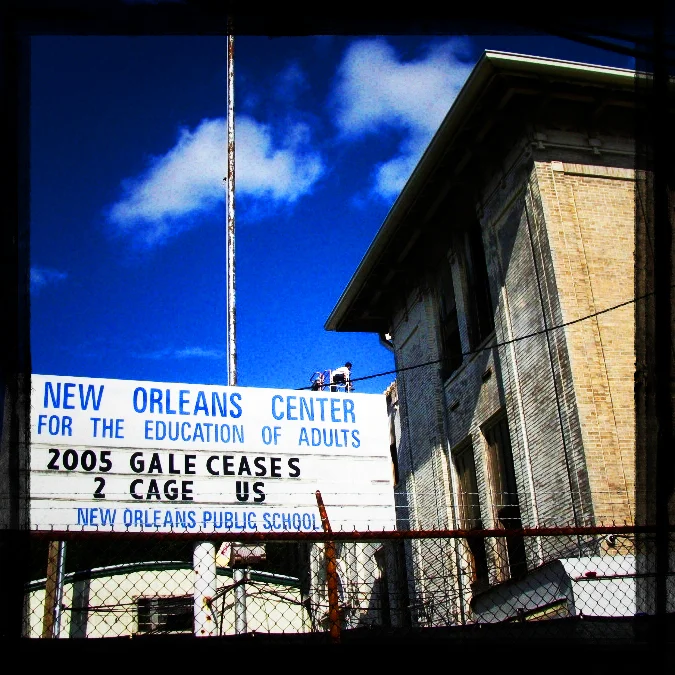 NEW ORLEANS CENTER
FOR THE EDUCATION OF ADULTS
2005 GALE CEASES
2 CAGE US
NEW ORLEANS PUBLIC SCHOOL